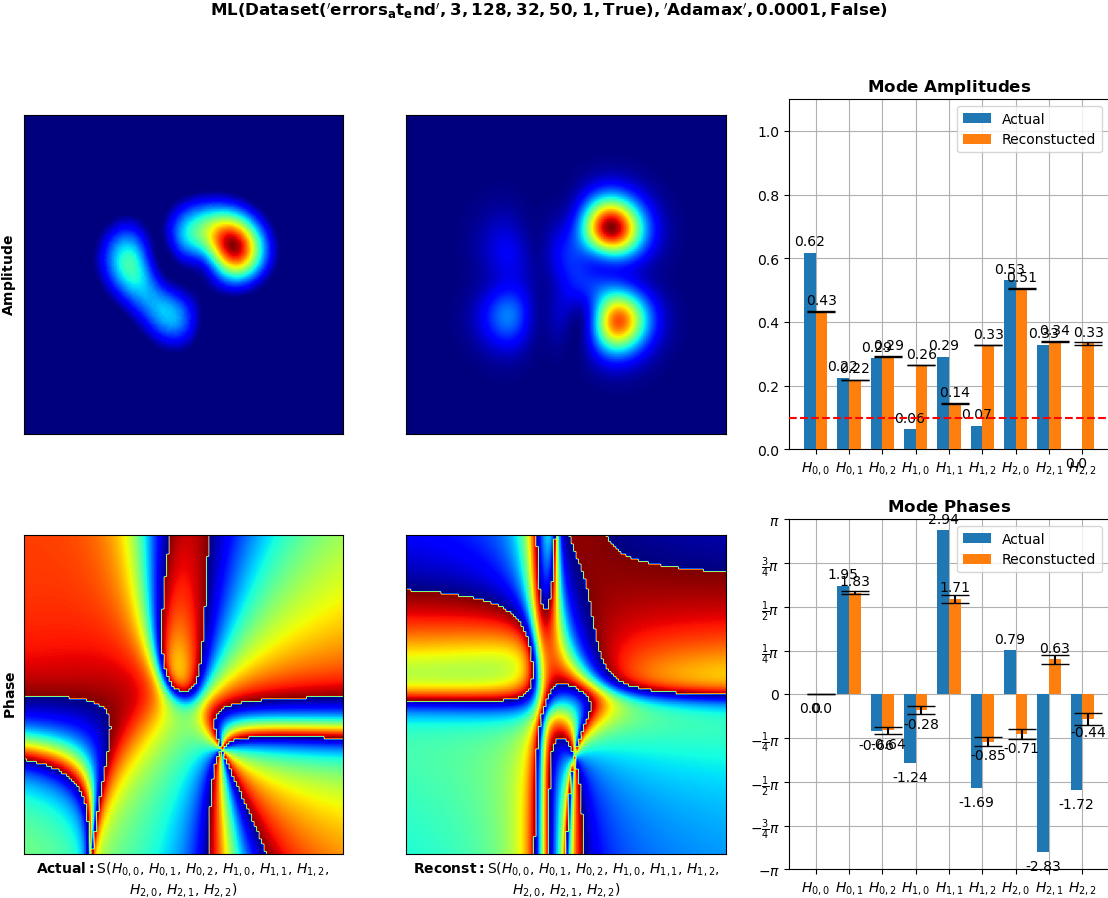 ML(Dataset('errors_at_end', 3, 128, 32, 50, 1, True), 'Adamax', 0.0001, False)
Mode Amplitudes
Actual
Reconstucted
1.0
0.8
0.6
0.4
0.2
0.0
0.62
0.43
0.22
0.22
0.29
0.29
0.06
0.26
0.29
0.14
0.07
0.33
0.53
0.51
0.33
0.34
0.0
0.33
H0,0 H0,1 H0,2 H1,0 H1,1 H1,2 H2,0 H2,1 H2,2
Amplitude
Mode Phases
Actual
Reconstucted
π
3/4π
1/2π
1/4π
0
−1/4π
−1/2π
−3/4π
−π
0.0
0.0
1.95
1.83
-0.66
-0.64
-1.24
-0.28
2.94
1.71
-1.69
-0.85
0.79
-0.71
-2.83
0.63
-1.72
-0.44
H0,0 H0,1 H0,2 H1,0 H1,1 H1,2 H2,0 H2,1 H2,2
Phase
Actual: S(H0,0, H0,1, H0,2, H1,0, H1,1, H1,2,
H2,0, H2,1, H2,2)
Reconst: S(H0,0, H0,1, H0,2, H1,0, H1,1, H1,2,
H2,0, H2,1, H2,2)